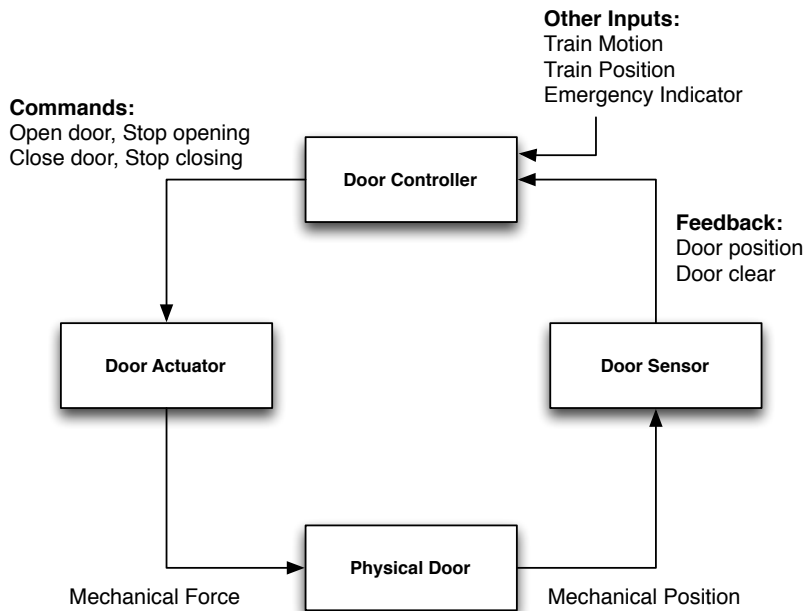 Other Inputs:
Train Motion
Train Position
Emergency Indicator
Commands:
Open door, Stop opening
Close door, Stop closing
Door Controller
Feedback:
Door position
Door clear
Door Actuator
Door Sensor
Physical Door
Mechanical Force
Mechanical Position